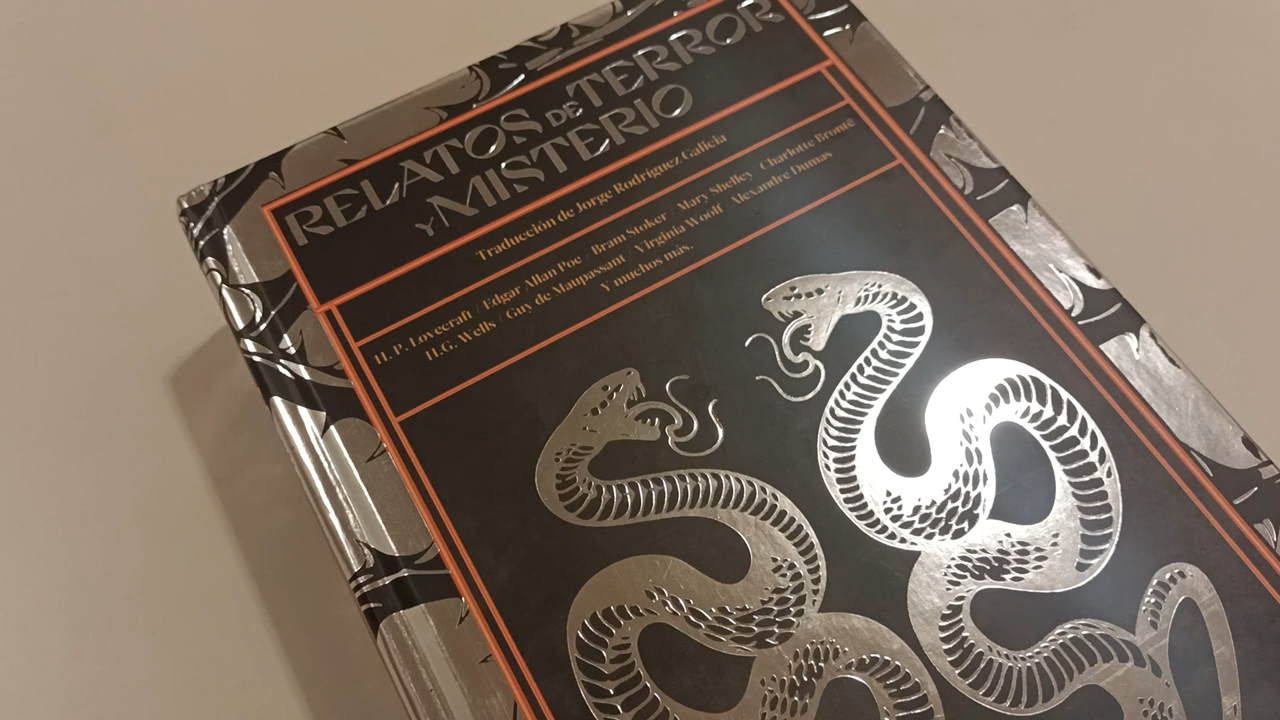 RELATOS DE TERROR
Y MISTERIO
Traducción de Jorge Rodríguez Galicia
H. P. Lovecraft / Edgar Allan Poe / Bram Stoker / Mary Shelley / Charlotte Brontë
H.G. Wells / Guy de Maupassant / Virginia Woolf / Alexandre Dumas
Y muchos más.